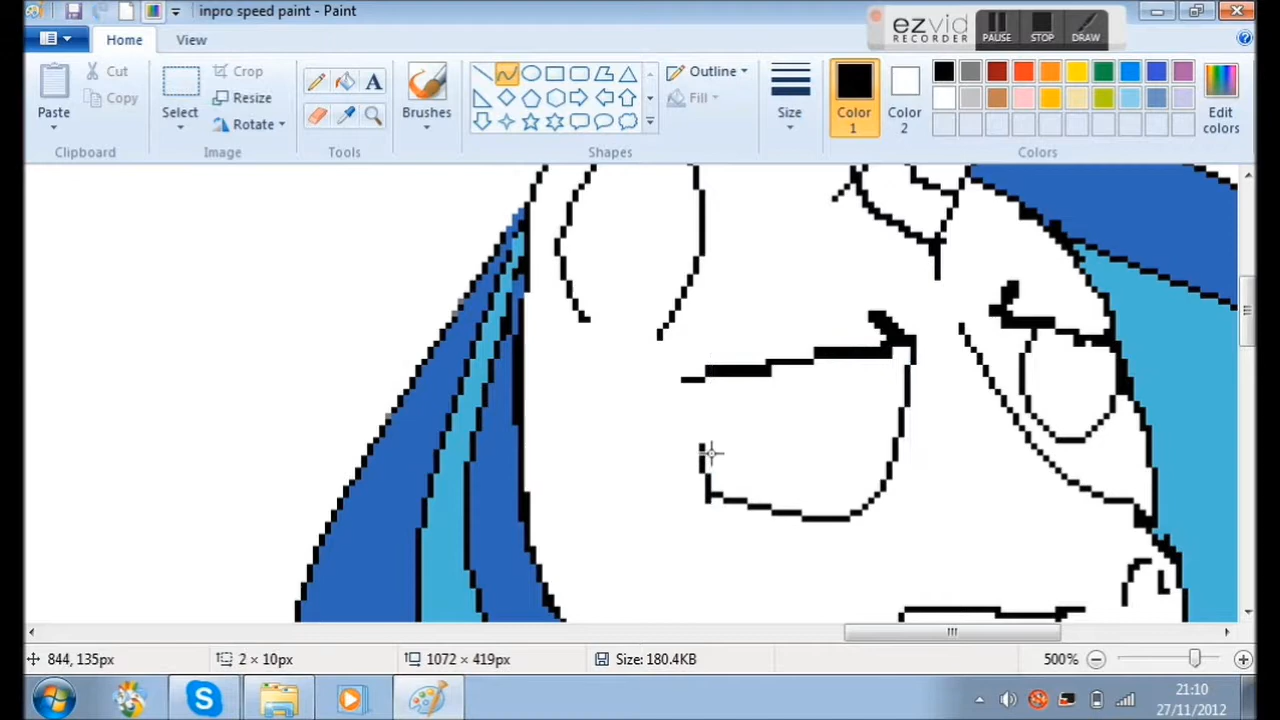 inpro speed paint - Paint
ezvid
RECORDER
PAUSE
STOP
DRAW
Home
View
Paste
Cut
Copy
Clipboard
Select
Crop
Resize
Rotate
Image
A
Tools
Brushes
Outline
Fill
Shapes
Size
Color
1
Color
2
Edit
colors
Colors
844, 135px
2 × 10px
1072 × 419px
Size: 180.4KB
500%
21:10
27/11/2012